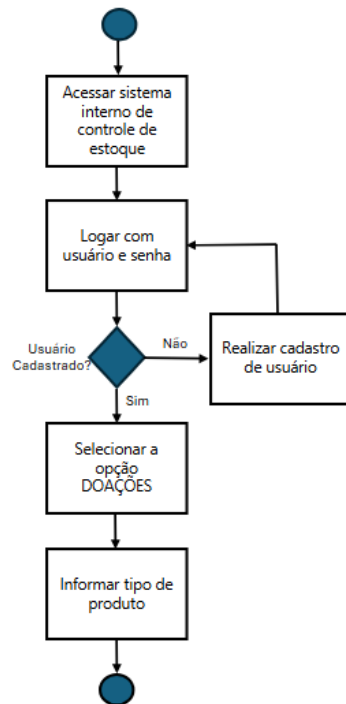 Acessar sistema
interno de
controle de
estoque
Logar com
usuário e senha
Usuário
Cadastrado?
Não
Realizar cadastro
de usuário
Sim
Selecionar a
opção
DOAÇÕES
Informar tipo de
produto